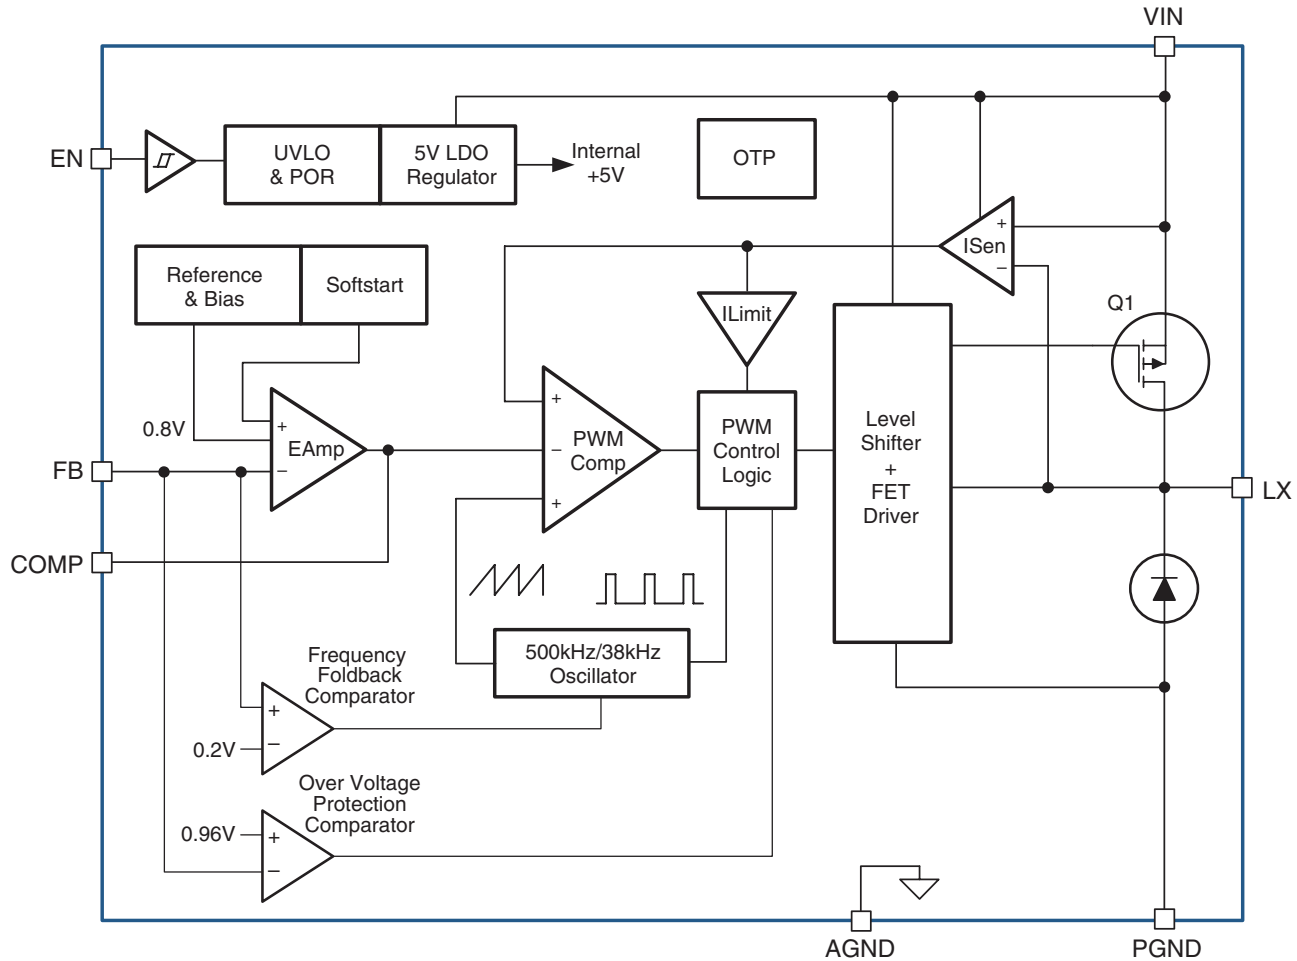 VIN
EN
UVLO
& POR
5V LDO
Regulator
Internal
+5V
OTP
+
ISen
−
Reference
& Bias
Softstart
ILimit
Q1
0.8V
+
EAmp
−
FB
+
−
PWM
Comp
+
PWM
Control
Logic
Level
Shifter
+
FET
Driver
LX
COMP
500kHz/38kHz
Oscillator
Frequency
Foldback
Comparator
+
0.2V
−
Over Voltage
Protection
Comparator
0.96V
+
−
AGND
PGND